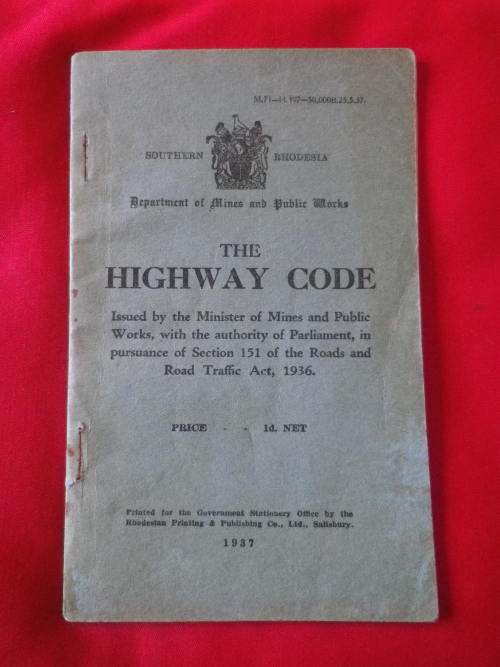 SOUTHERN RHODESIA
Department of Mines and Public Works
THE
HIGHWAY CODE
Issued by the Minister of Mines and Public
Works, with the authority of Parliament, in
pursuance of Section 151 of the Roads and
Road Traffic Act, 1936.
PRICE - - 1d. NET
Printed for the Government Stationery Office by the
Rhodesian Printing & Publishing Co., Ltd., Salisbury.
1937